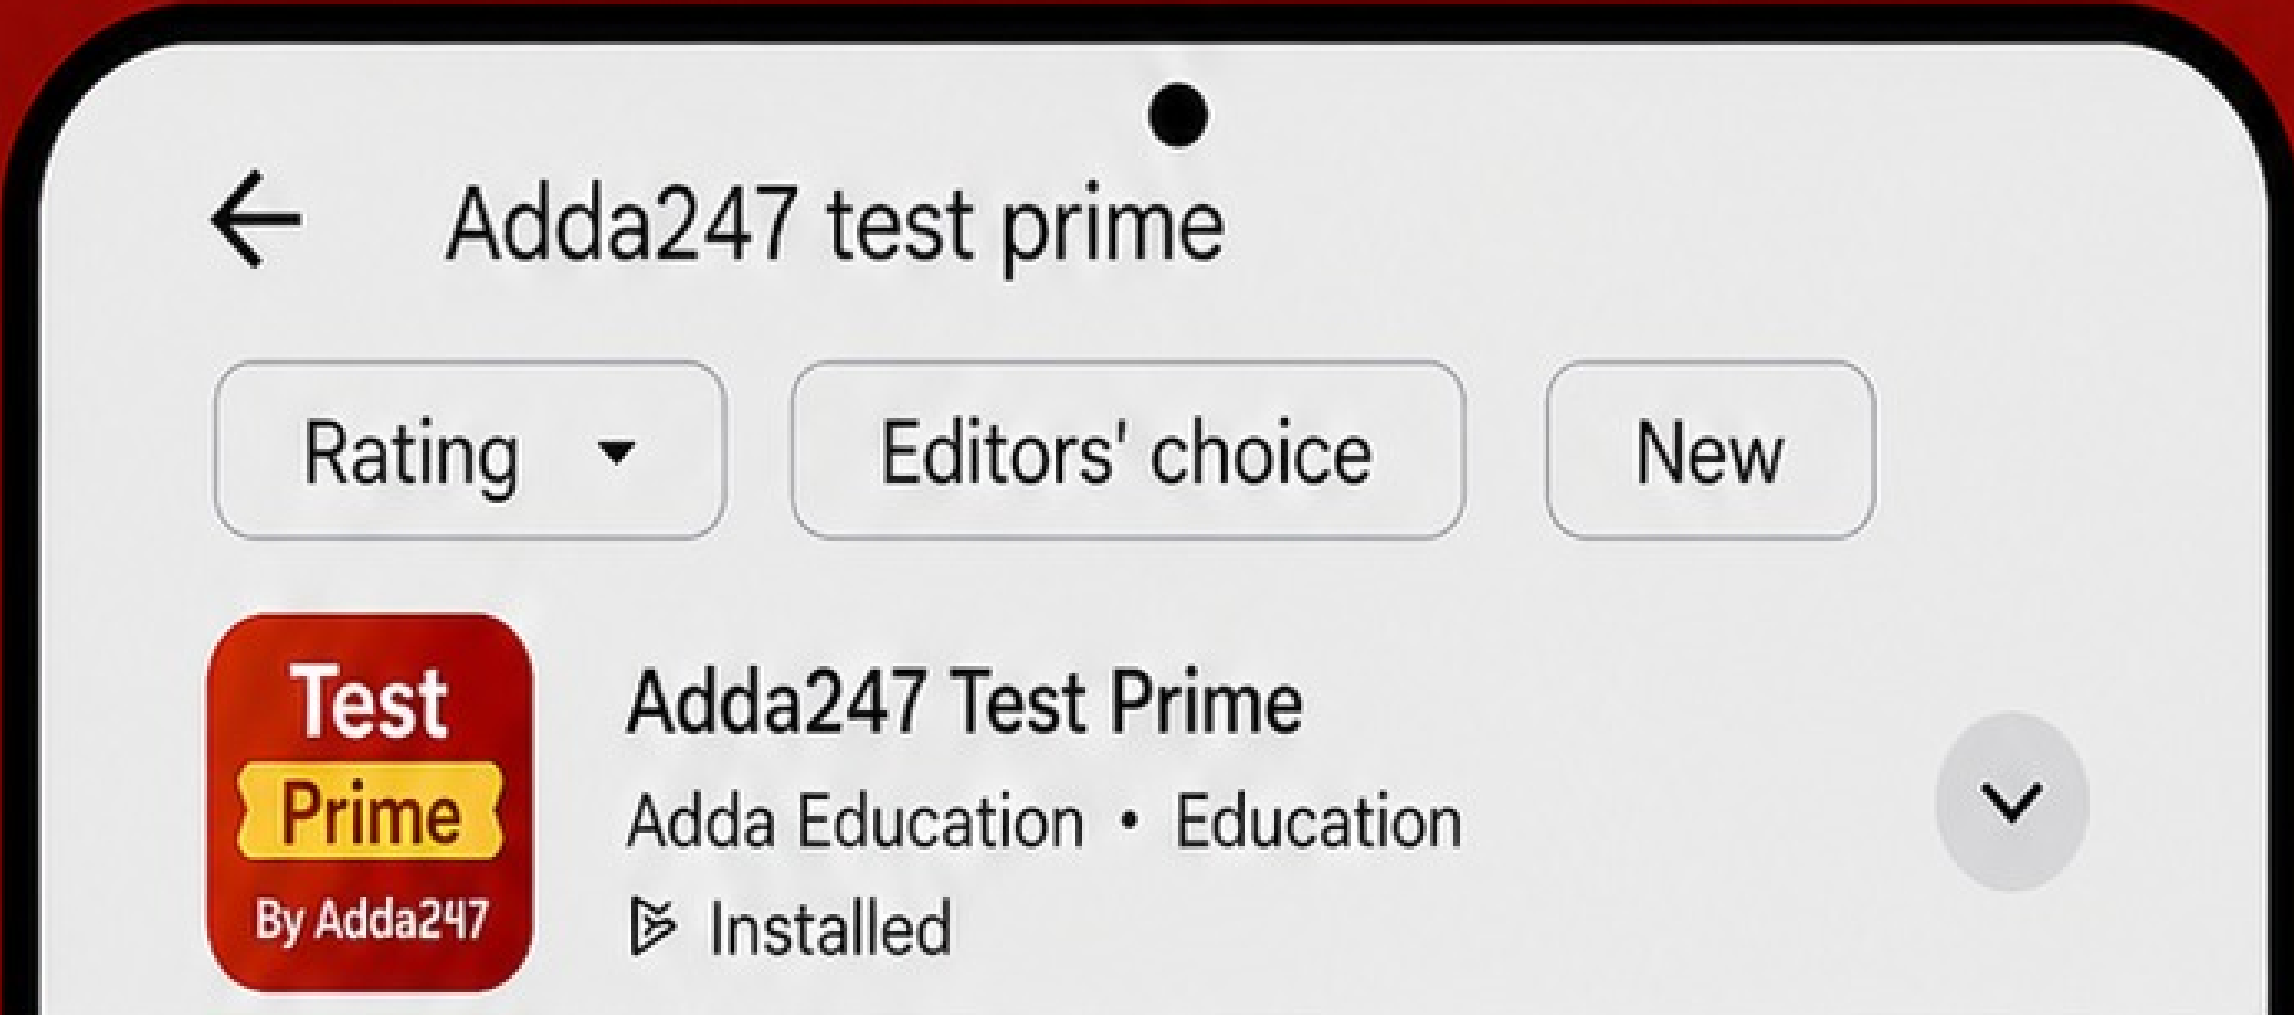 Adda247 test prime
Rating
Editors' choice
New
Test
Prime
By Adda247
Adda247 Test Prime
Adda Education • Education
Installed